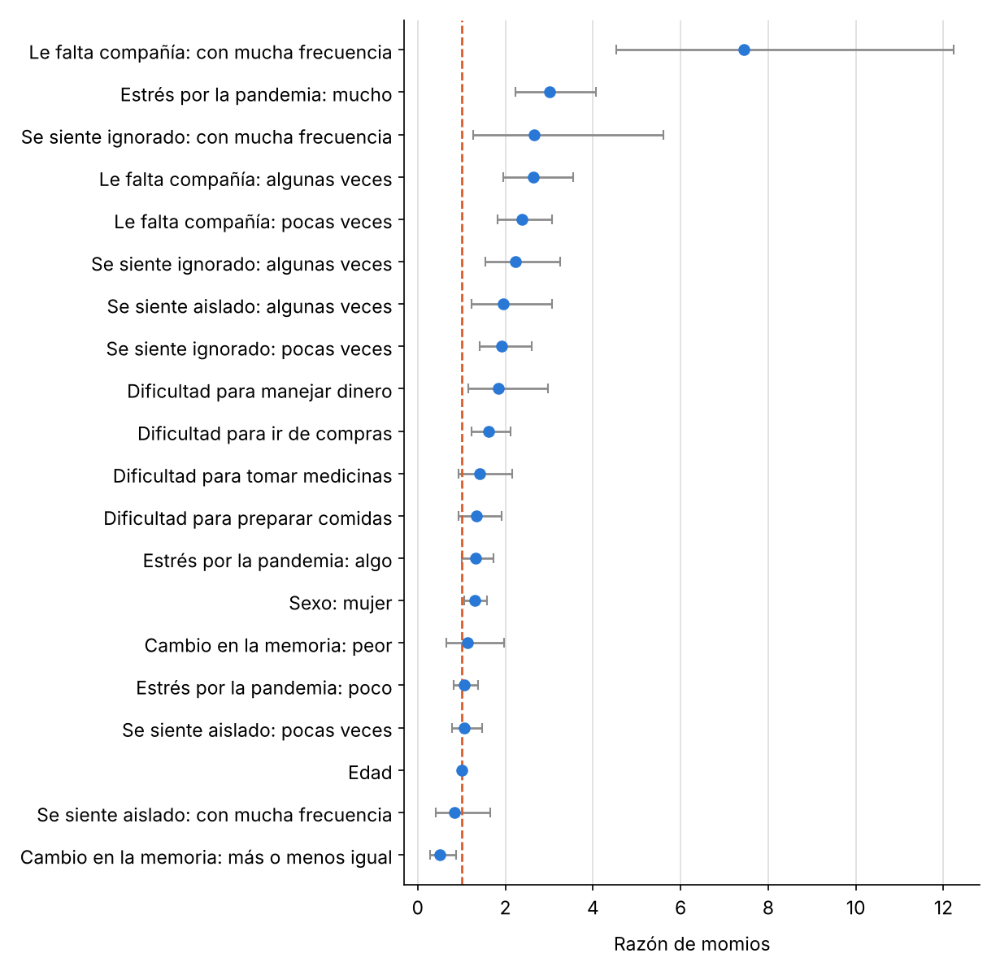 Le falta compañía: con mucha frecuencia
Estrés por la pandemia: mucho
Se siente ignorado: con mucha frecuencia
Le falta compañía: algunas veces
Le falta compañía: pocas veces
Se siente ignorado: algunas veces
Se siente aislado: algunas veces
Se siente ignorado: pocas veces
Dificultad para manejar dinero
Dificultad para ir de compras
Dificultad para tomar medicinas
Dificultad para preparar comidas
Estrés por la pandemia: algo
Sexo: mujer
Cambio en la memoria: peor
Estrés por la pandemia: poco
Se siente aislado: pocas veces
Edad
Se siente aislado: con mucha frecuencia
Cambio en la memoria: más o menos igual
0 2 4 6 8 10 12
Razón de momios